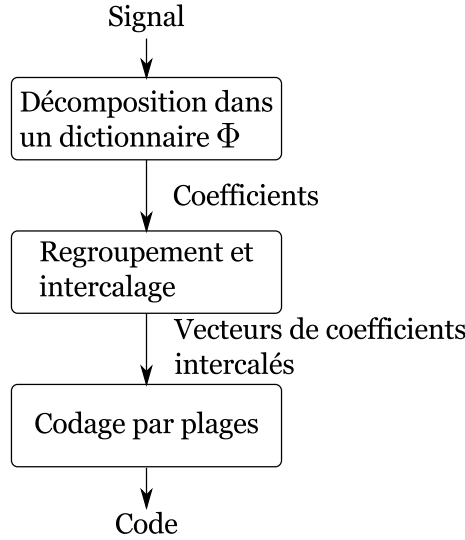 Signal
Décomposition dans
un dictionnaire Φ
Coefficients
Regroupement et
intercalage
Vecteurs de coefficients
intercalés
Codage par plages
Code